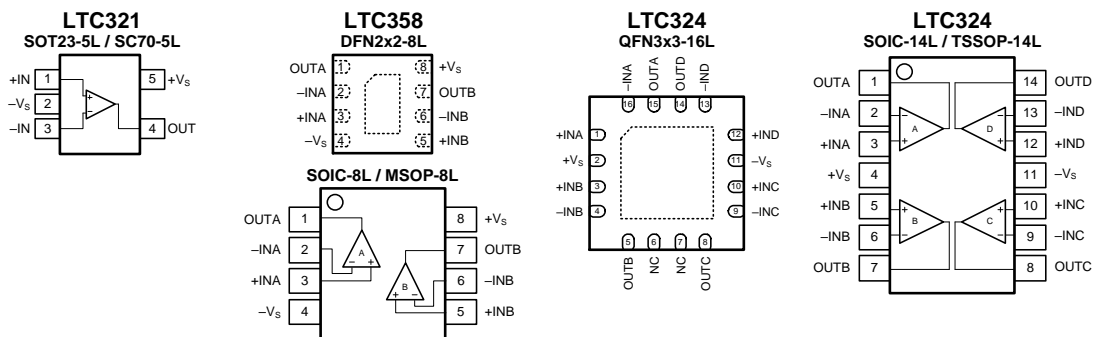 LTC321
SOT23-5L / SC70-5L
+IN 1 5 +VS
–VS 2
–IN 3 4 OUT
+
–
LTC358
DFN2x2-8L
OUTA 1 8 +VS
–INA 2 7 OUTB
+INA 3 6 –INB
–VS 4 5 +INB
SOIC-8L / MSOP-8L
OUTA 1 8 +VS
–INA 2 7 OUTB
+INA 3 6 –INB
–VS 4 5 +INB
A
– +
B
+ –
LTC324
QFN3x3-16L
–INA OUTA OUTD –IND
16 15 14 13
+INA 1 12 +IND
+VS 2 11 –VS
+INB 3 10 +INC
–INB 4 9 –INC
5 6 7 8
OUTB NC NC OUTC
LTC324
SOIC-14L / TSSOP-14L
OUTA 1 14 OUTD
–INA 2 – A D – 13 –IND
+INA 3 + + 12 +IND
+VS 4 11 –VS
+INB 5 + + 10 +INC
–INB 6 – B C – 9 –INC
OUTB 7 8 OUTC